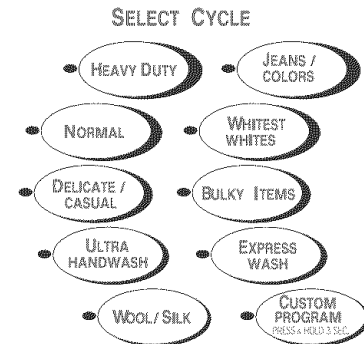 SELECT CYCLE
HEAVY DUTY
JEANS /
COLORS
NORMAL
WHITEST
WHITES
DELICATE /
CASUAL
BULKY ITEMS
ULTRA
HANDWASH
EXPRESS
WASH
WOOL / SILK
CUSTOM
PROGRAM
PRESS & HOLD 3 SEC.